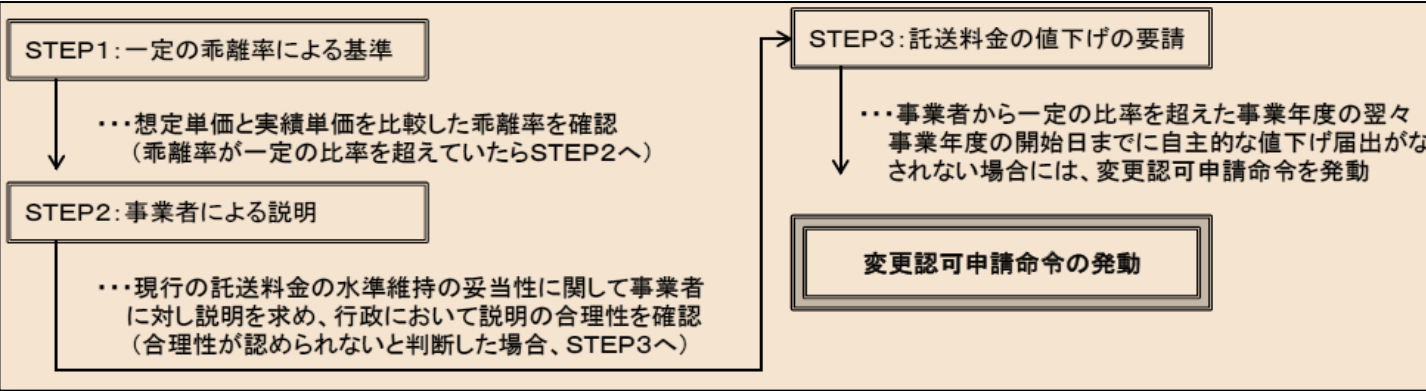 STEP1:一定の乖離率による基準
・・・想定単価と実績単価を比較した乖離率を確認
(乖離率が一定の比率を超えていたらSTEP2へ)
STEP2:事業者による説明
・・・現行の託送料金の水準維持の妥当性に関して事業者
に対し説明を求め、行政において説明の合理性を確認
(合理性が認められないと判断した場合、STEP3へ)
STEP3:託送料金の値下げの要請
・・・事業者から一定の比率を超えた事業年度の翌々
事業年度の開始日までに自主的な値下げ届出がな
されない場合には、変更認可申請命令を発動
変更認可申請命令の発動